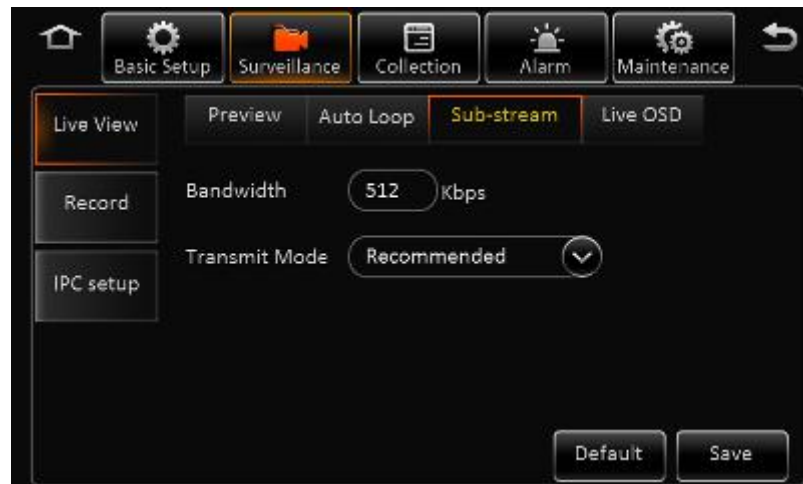 Basic Setup Surveillance Collection Alarm Maintenance
Live View Preview Auto Loop Sub-stream Live OSD
Record Bandwidth 512 Kbps
Transmit Mode Recommended
IPC setup
Default Save